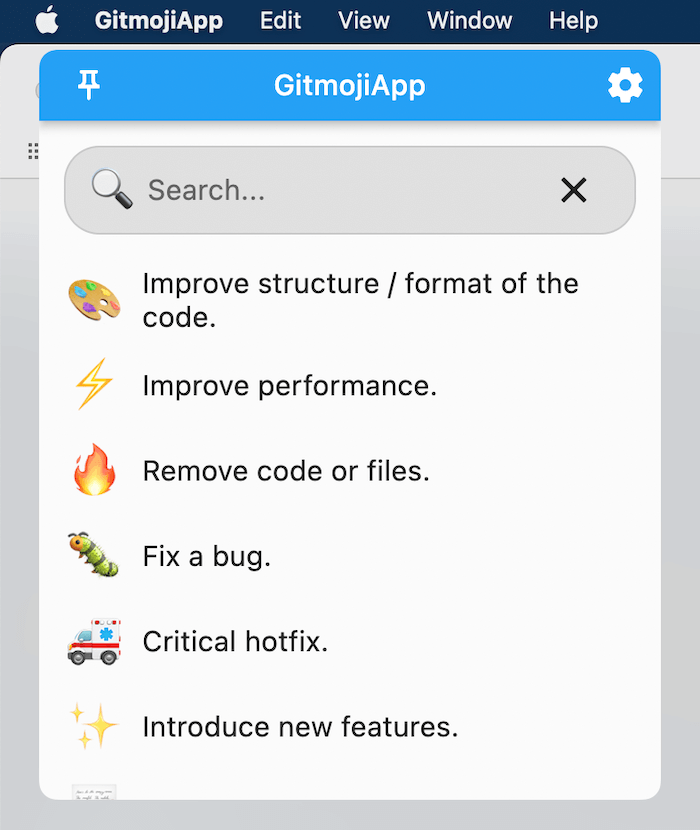 GitmojiApp Edit View Window Help
GitmojiApp
Search...
Improve structure / format of the
code.
Improve performance.
Remove code or files.
Fix a bug.
Critical hotfix.
Introduce new features.